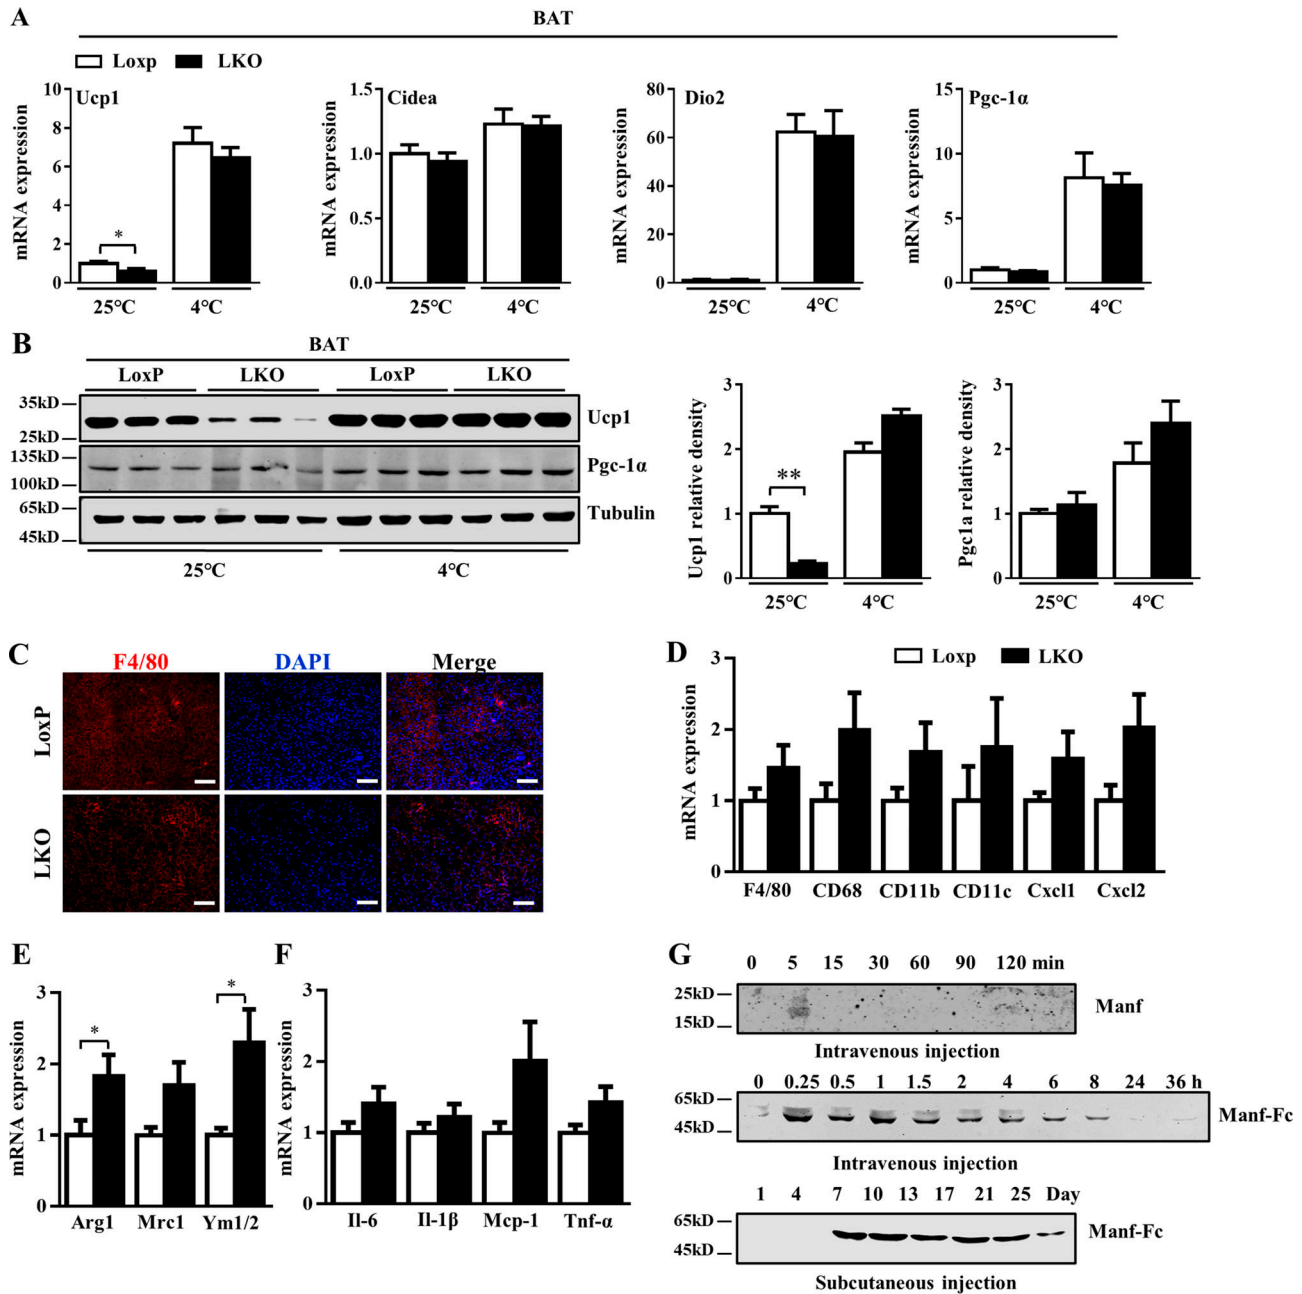 A
BAT
Loxp LKO
Ucp1
mRNA expression
10
8
6
4
2
0
*
25°C 4°C
Cidea
mRNA expression
1.5
1.0
0.5
0.0
25°C 4°C
Dio2
mRNA expression
80
60
40
20
0
25°C 4°C
Pgc-1α
mRNA expression
15
10
5
0
25°C 4°C
B
BAT
LoxP LKO LoxP LKO
35kD
25kD
Ucp1
135kD
100kD
Pgc-1α
65kD
45kD
Tubulin
25°C 4°C
Ucp1 relative density
3
2
1
0
**
25°C 4°C
Pgc1a relative density
3
2
1
0
25°C 4°C
C
F4/80 DAPI Merge
LoxP
LKO
D
Loxp LKO
mRNA expression
3
2
1
0
F4/80 CD68 CD11b CD11c Cxcl1 Cxcl2
E
mRNA expression
3
2
1
0
*
*
Arg1 Mrc1 Ym1/2
F
mRNA expression
3
2
1
0
Il-6 Il-1β Mcp-1 Tnf-α
G
0 5 15 30 60 90 120 min
25kD
15kD
Manf
Intravenous injection
0 0.25 0.5 1 1.5 2 4 6 8 24 36 h
65kD
45kD
Manf-Fc
Intravenous injection
1 4 7 10 13 17 21 25 Day
65kD
45kD
Manf-Fc
Subcutaneous injection